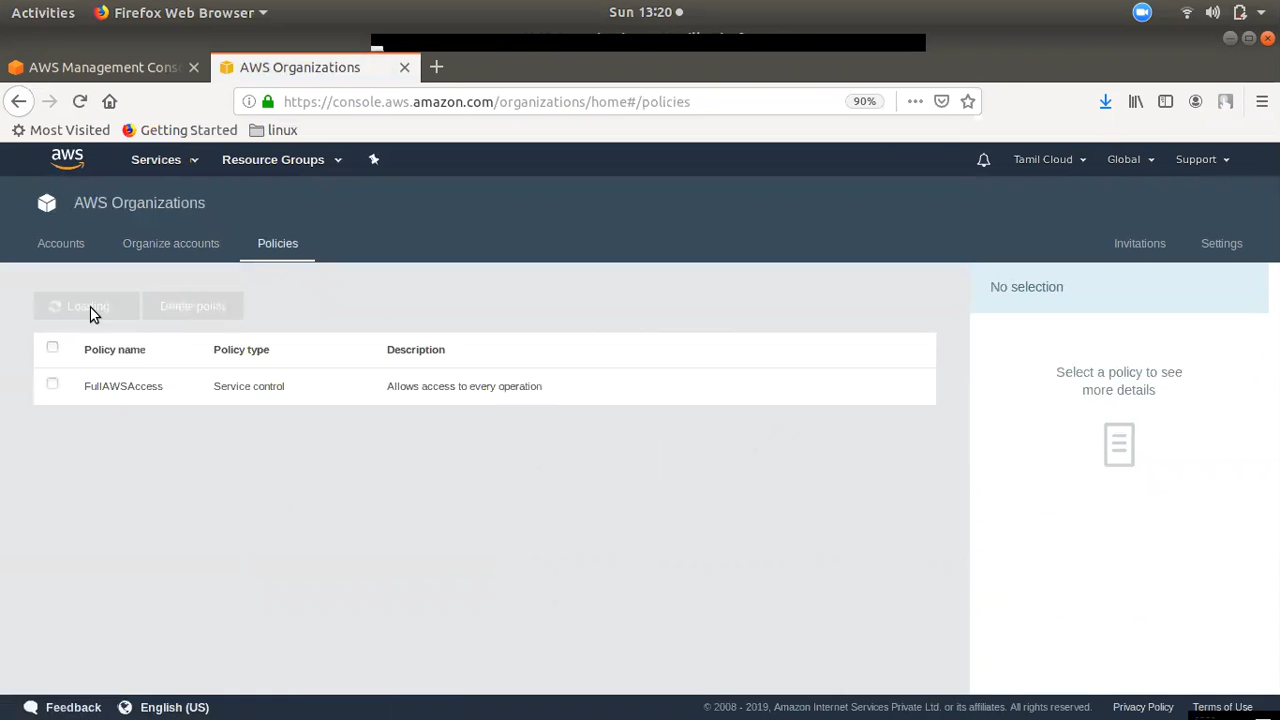 Activities Firefox Web Browser Sun 13:20
AWS Management Cons AWS Organizations
https://console.aws.amazon.com/organizations/home#/policies 90%
Most Visited Getting Started linux
aws Services Resource Groups Tamil Cloud Global Support
AWS Organizations
Accounts Organize accounts Policies Invitations Settings
No selection
Loading Delete policy
Policy name Policy type Description
FullAWSAccess Service control Allows access to every operation
Select a policy to see
more details
Feedback English (US) © 2008 - 2019, Amazon Internet Services Private Ltd. or its affiliates. All rights reserved. Privacy Policy Terms of Use